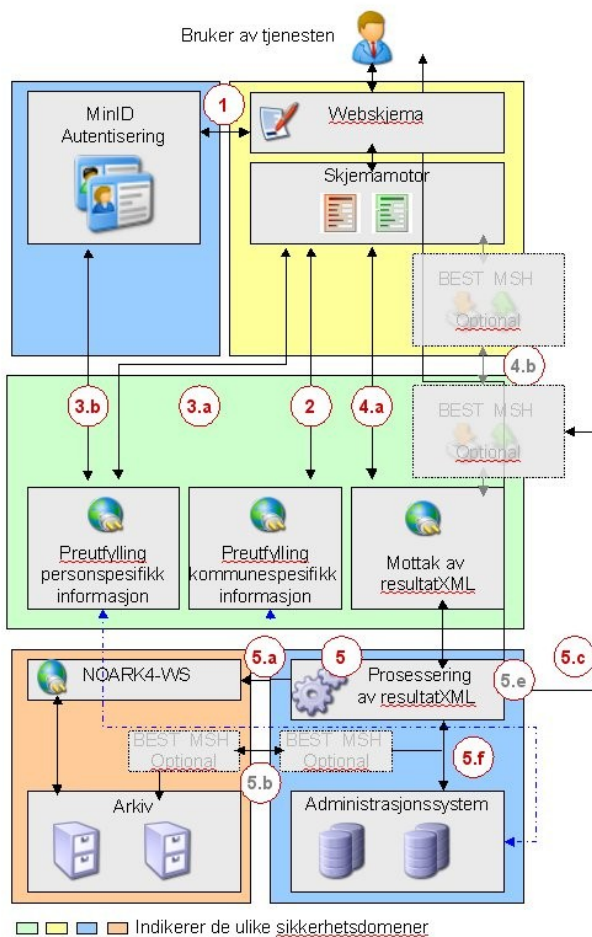 Bruker av tjenesten
MinID
Autentisering
1
Webskjema
Skjemamotor
BEST MSH
Optional
4.b
3.b
3.a
2
4.a
BEST MSH
Optional
Preutfylling
personspesifikk
informasjon
Preutfylling
kommunespesifikk
informasjon
Mottak av
resultatXML
NOARK4-WS
5.a
5
Prosessering
av resultatXML
5.e
5.c
BEST MSH
Optional
5.b
BEST MSH
Optional
5.f
Arkiv
Administrasjonssystem
Indikerer de ulike sikkerhetsdomener